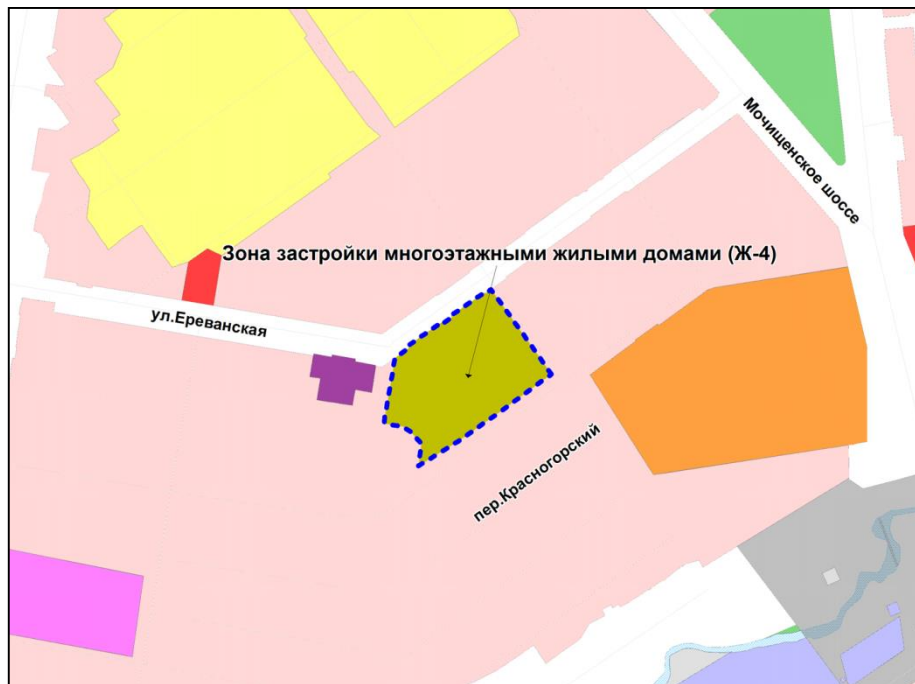 Мочищенское шоссе
Зона застройки многоэтажными жилыми домами (Ж-4)
ул.Ереванская
пер.Красногорский